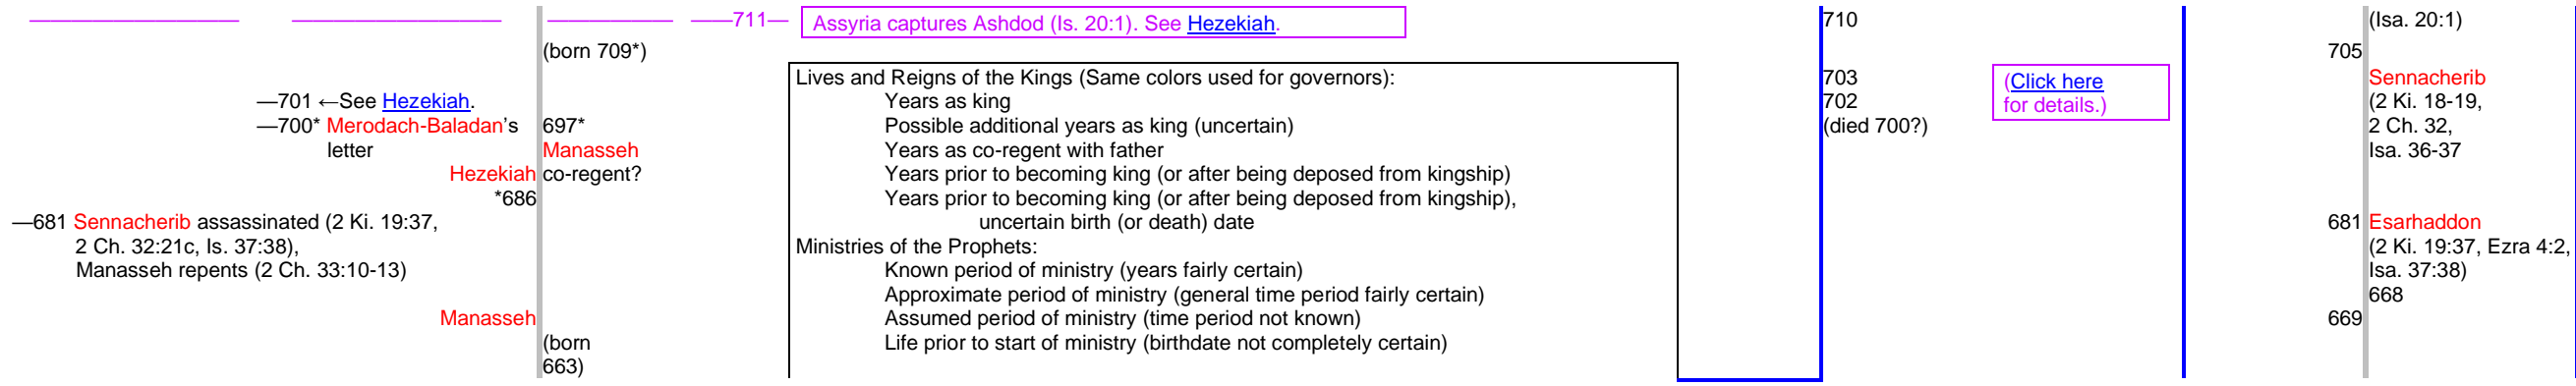 —711— Assyria captures Ashdod (Is. 20:1). See Hezekiah.
(born 709*)
—701 ←See Hezekiah.
—700* Merodach-Baladan's
letter
697*
Manasseh
co-regent?
Hezekiah
*686
—681 Sennacherib assassinated (2 Ki. 19:37,
2 Ch. 32:21c, Is. 37:38),
Manasseh repents (2 Ch. 33:10-13)
Manasseh
(born
663)
Lives and Reigns of the Kings (Same colors used for governors):
Years as king
Possible additional years as king (uncertain)
Years as co-regent with father
Years prior to becoming king (or after being deposed from kingship)
Years prior to becoming king (or after being deposed from kingship),
uncertain birth (or death) date
Ministries of the Prophets:
Known period of ministry (years fairly certain)
Approximate period of ministry (general time period fairly certain)
Assumed period of ministry (time period not known)
Life prior to start of ministry (birthdate not completely certain)
710
703
702
(died 700?)
(Click here
for details.)
(Isa. 20:1)
705
Sennacherib
(2 Ki. 18-19,
2 Ch. 32,
Isa. 36-37
681 Esarhaddon
(2 Ki. 19:37, Ezra 4:2,
Isa. 37:38)
668
669